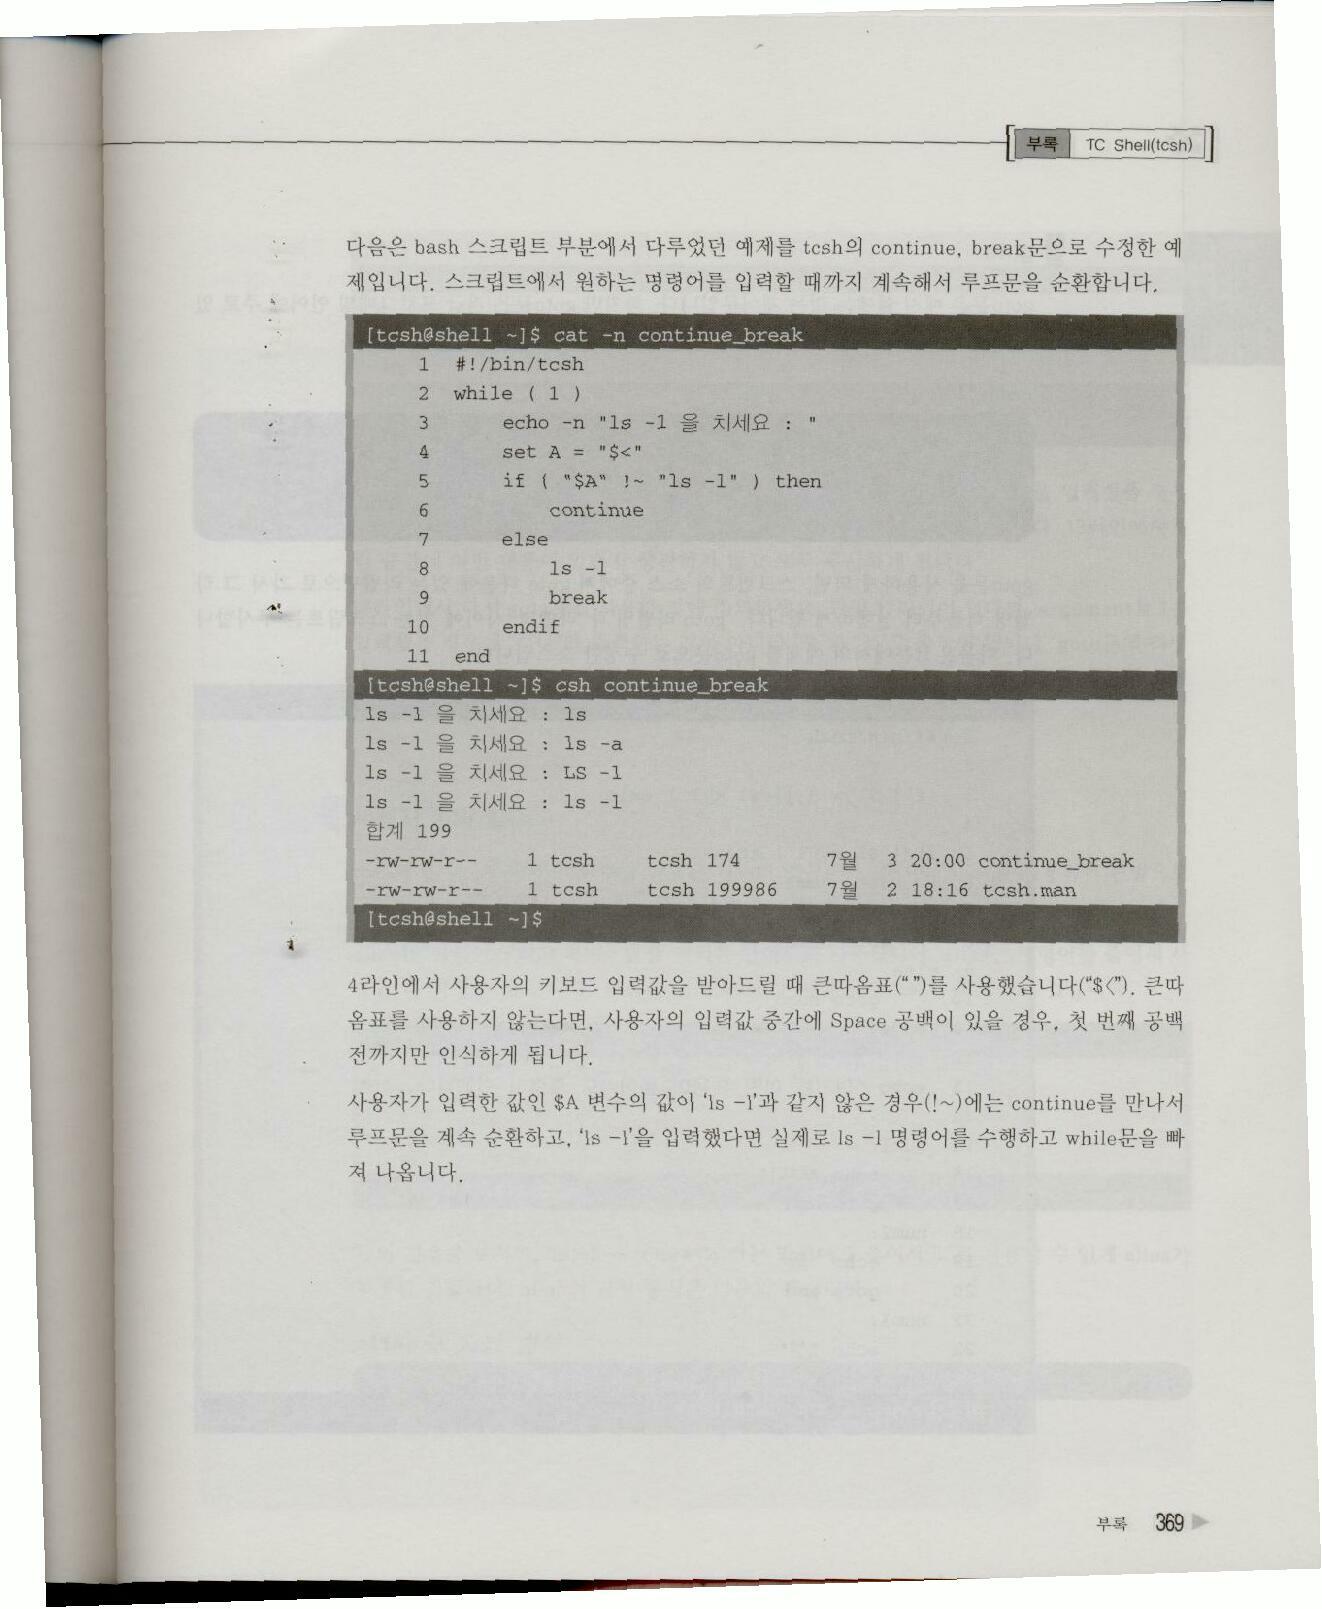 부록 TC Shell(tcsh)
다음은 bash 스크립트 부분에서 다루었던 예제를 tcsh의 continue, break문으로 수정한 예
제입니다. 스크립트에서 원하는 명령어를 입력할 때까지 계속해서 루프문을 순환합니다.
[tcsh@shell ~]$ cat -n continue_break
1 #!/bin/tcsh
2 while ( 1 )
3 echo -n "ls -l 을 치세요 : "
4 set A = "$<"
5 if ( "$A" !~ "ls -l" ) then
6 continue
7 else
8 ls -l
9 break
10 endif
11 end
[tcsh@shell ~]$ csh continue_break
ls -l 을 치세요 : ls
ls -l 을 치세요 : ls -a
ls -l 을 치세요 : LS -l
ls -l 을 치세요 : ls -l
합계 199
-rw-rw-r-- 1 tcsh tcsh 174 7월 3 20:00 continue_break
-rw-rw-r-- 1 tcsh tcsh 199986 7월 2 18:16 tcsh.man
[tcsh@shell ~]$
4라인에서 사용자의 키보드 입력값을 받아드릴 때 큰따옴표(“ ”)를 사용했습니다(“$<”). 큰따
옴표를 사용하지 않는다면, 사용자의 입력값 중간에 Space 공백이 있을 경우, 첫 번째 공백
전까지만 인식하게 됩니다.
사용자가 입력한 값인 $A 변수의 값이 ‘ls -l’과 같지 않은 경우(!~)에는 continue를 만나서
루프문을 계속 순환하고, ‘ls -l’을 입력했다면 실제로 ls -l 명령어를 수행하고 while문을 빠
져 나옵니다.
부록 369